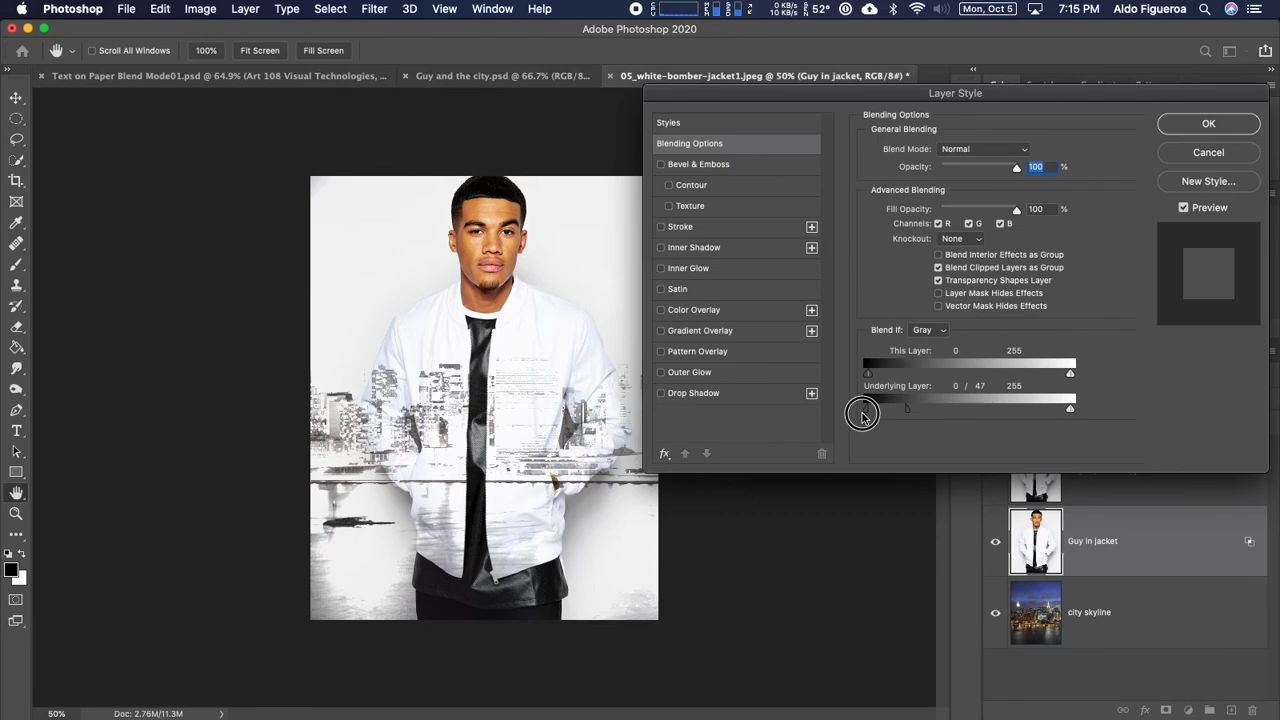 Photoshop File Edit Image Layer Type Select Filter 3D View Window Help 52° Mon, Oct 5 7:15 PM Aldo Figueroa
Adobe Photoshop 2020
Scroll All Windows 100% Fit Screen Fill Screen
Text on Paper Blend Mode01.psd @ 64.9% (Art 108 Visual Technologies, ...
Guy and the city.psd @ 66.7% (RGB/8...
05_white-bomber-jacket1.jpeg @ 50% (Guy in jacket, RGB/8#) *
Layer Style
Styles
Blending Options
Bevel & Emboss
Contour
Texture
Stroke
Inner Shadow
Inner Glow
Satin
Color Overlay
Gradient Overlay
Pattern Overlay
Outer Glow
Drop Shadow
fx
Blending Options
General Blending
Blend Mode: Normal
Opacity: 100 %
Advanced Blending
Fill Opacity: 100 %
Channels: R G B
Knockout: None
Blend Interior Effects as Group
Blend Clipped Layers as Group
Transparency Shapes Layer
Layer Mask Hides Effects
Vector Mask Hides Effects
Blend If: Gray
This Layer: 0 255
Underlying Layer: 0 / 47 255
OK
Cancel
New Style...
Preview
Guy in jacket
city skyline
50% Doc: 2.76M/11.3M
fx